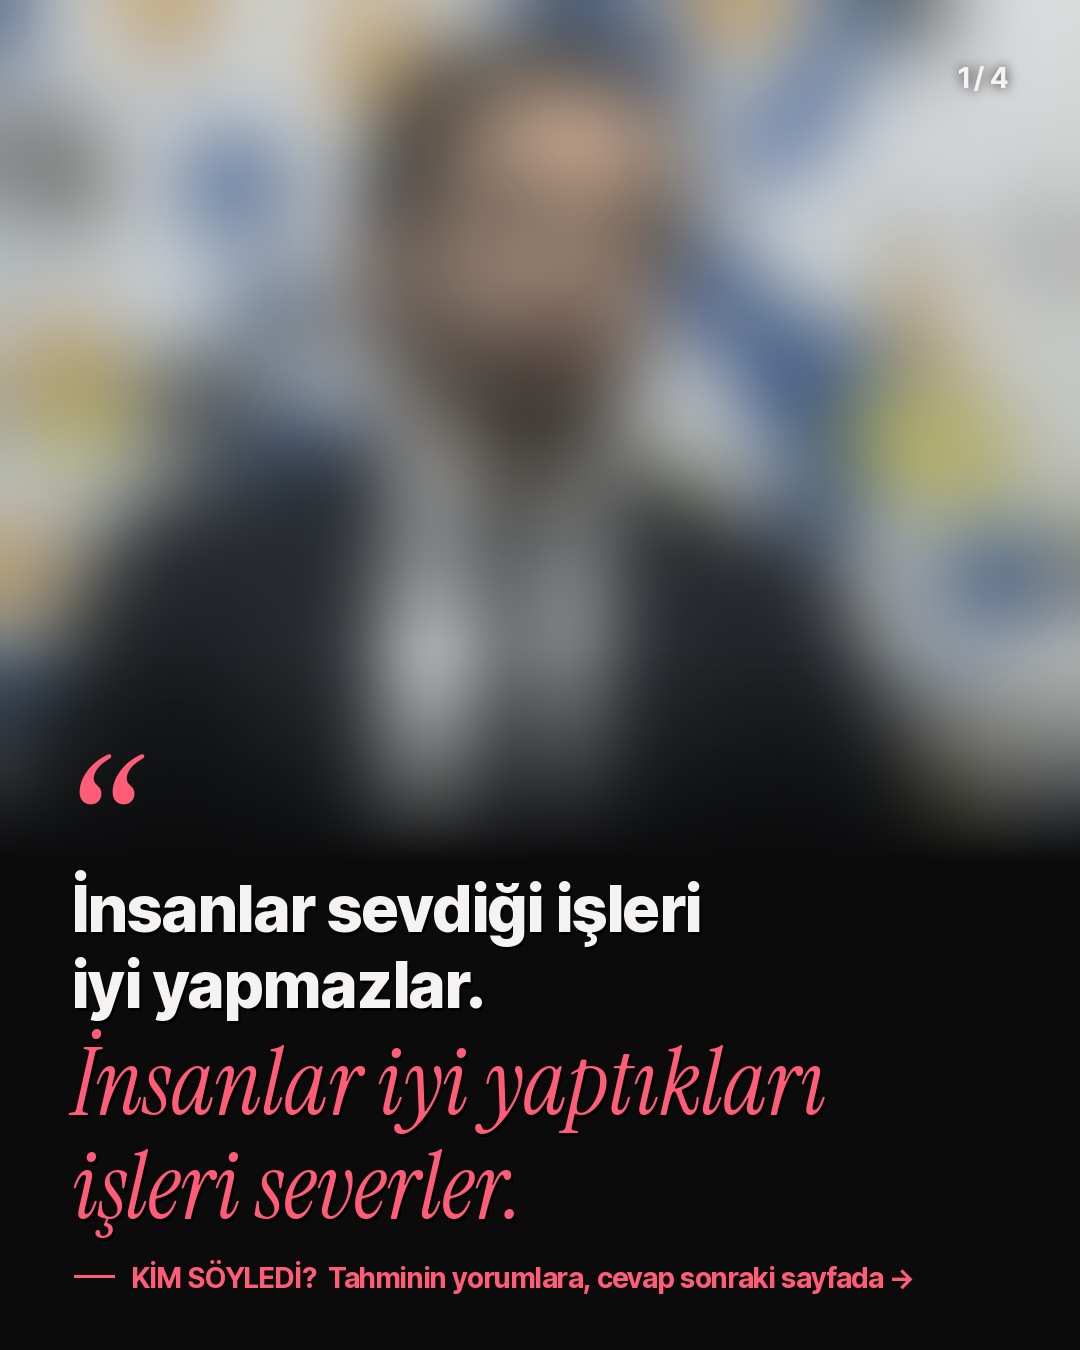 1/ 4
“
İnsanlar sevdiği işleri
iyi yapmazlar.
İnsanlar iyi yaptıkları
işleri severler.
— KİM SÖYLEDİ? Tahminin yorumlara, cevap sonraki sayfada →